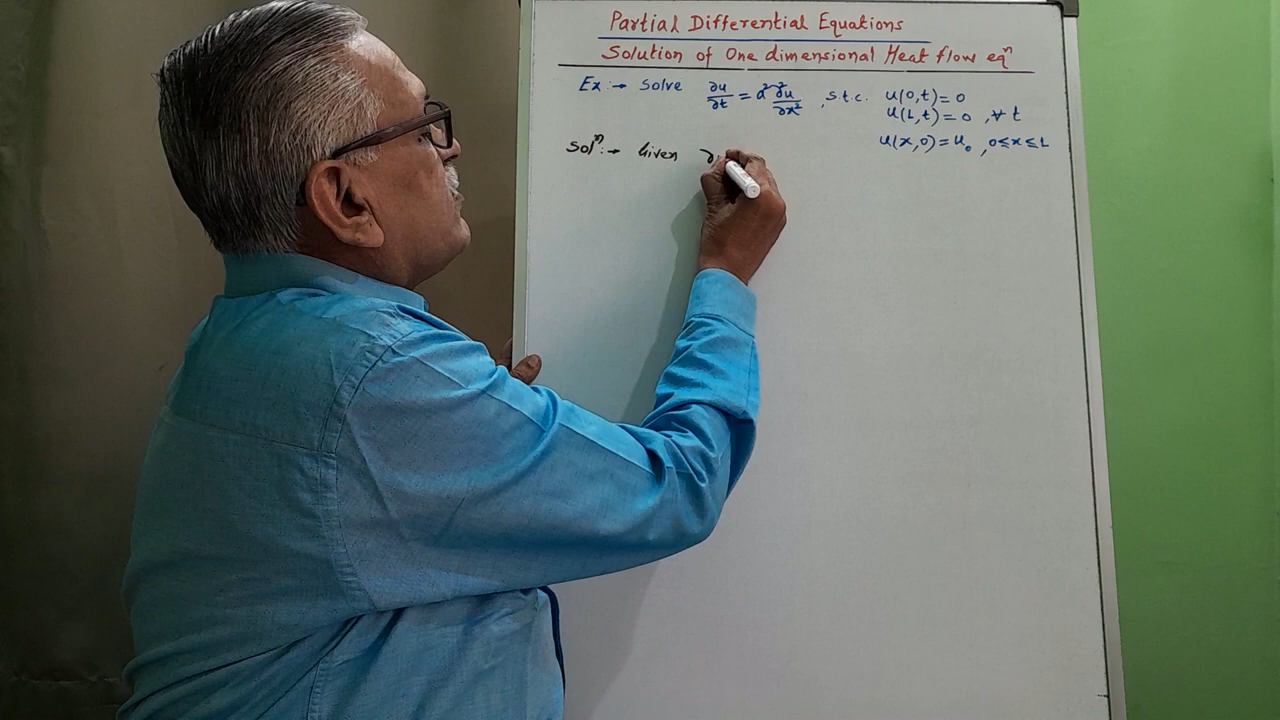 Partial Differential Equations
Solution of One dimensional Heat flow eqⁿ
Ex:→ Solve ∂u/∂t = a² ∂²u/∂x² , s.t.c. u(0,t)=0
u(L,t)=0 , ∀ t
u(x,0)=u₀ , 0≤x≤L
Solⁿ:→ Given ∂